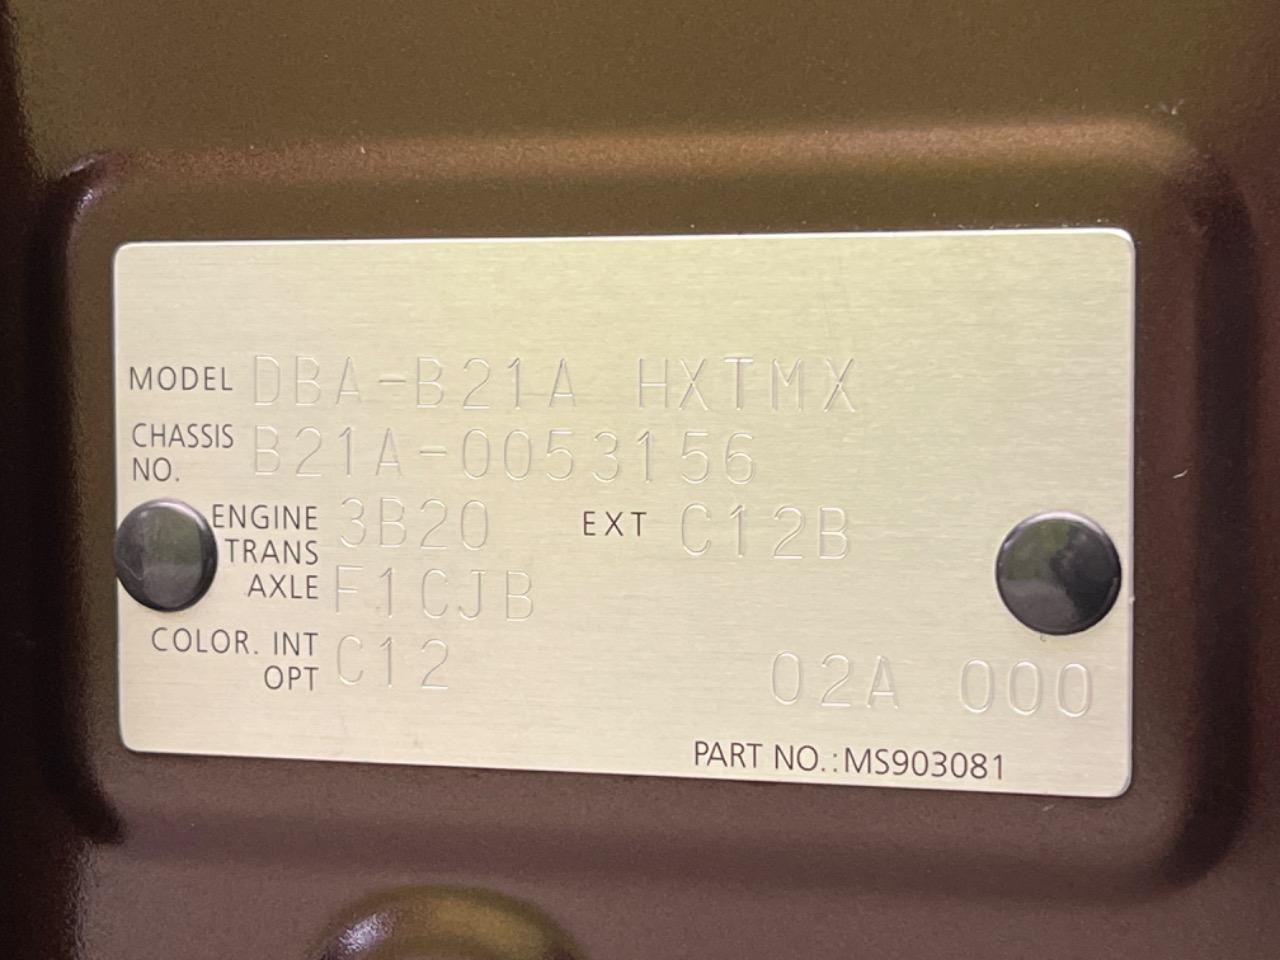 MODEL DBA-B21A HXTMX
CHASSIS NO. B21A-0053156
ENGINE 3B20 EXT C12B
TRANS AXLE F1CJB
COLOR. INT OPT C12 02A 000
PART NO.:MS903081